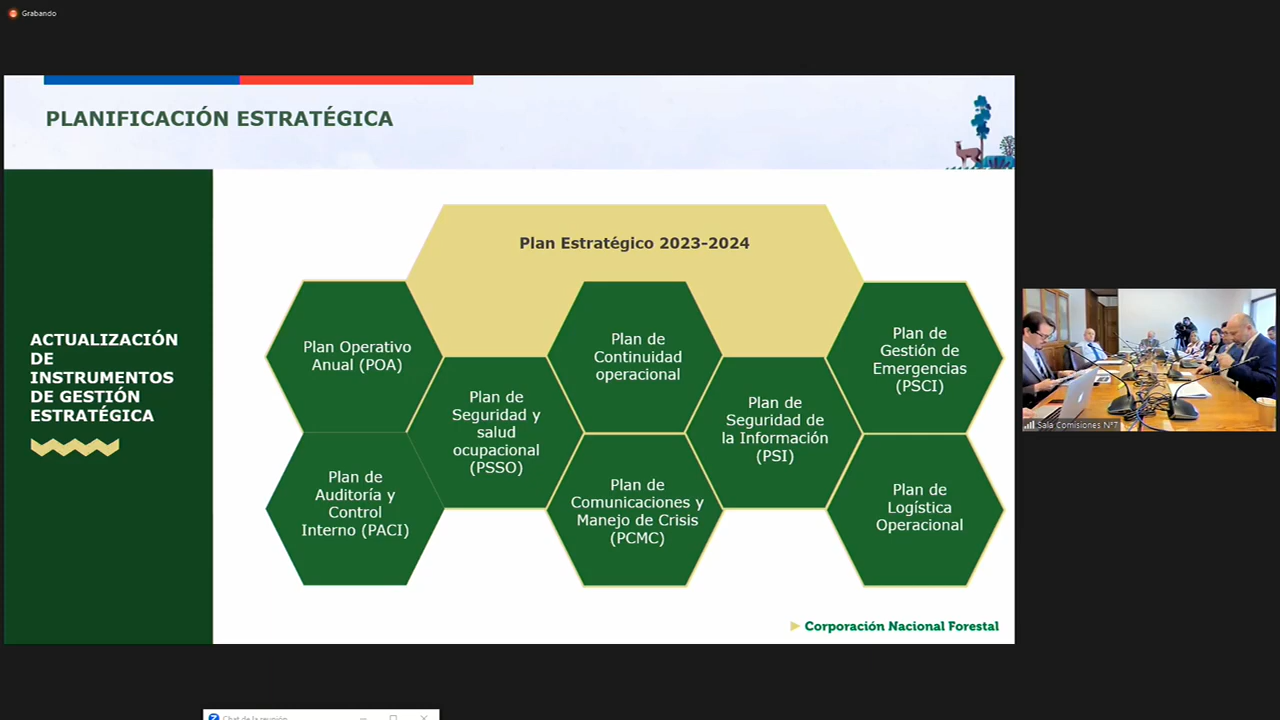 Grabando
PLANIFICACIÓN ESTRATÉGICA
ACTUALIZACIÓN
DE
INSTRUMENTOS
DE GESTIÓN
ESTRATÉGICA
Plan Estratégico 2023-2024
Plan Operativo
Anual (POA)
Plan de
Auditoría y
Control
Interno (PACI)
Plan de
Seguridad y
salud
ocupacional
(PSSO)
Plan de
Continuidad
operacional
Plan de
Comunicaciones y
Manejo de Crisis
(PCMC)
Plan de
Seguridad de
la Información
(PSI)
Plan de
Gestión de
Emergencias
(PSCI)
Plan de
Logística
Operacional
Corporación Nacional Forestal
Sala Comisiones N°7
Chat de la reunión